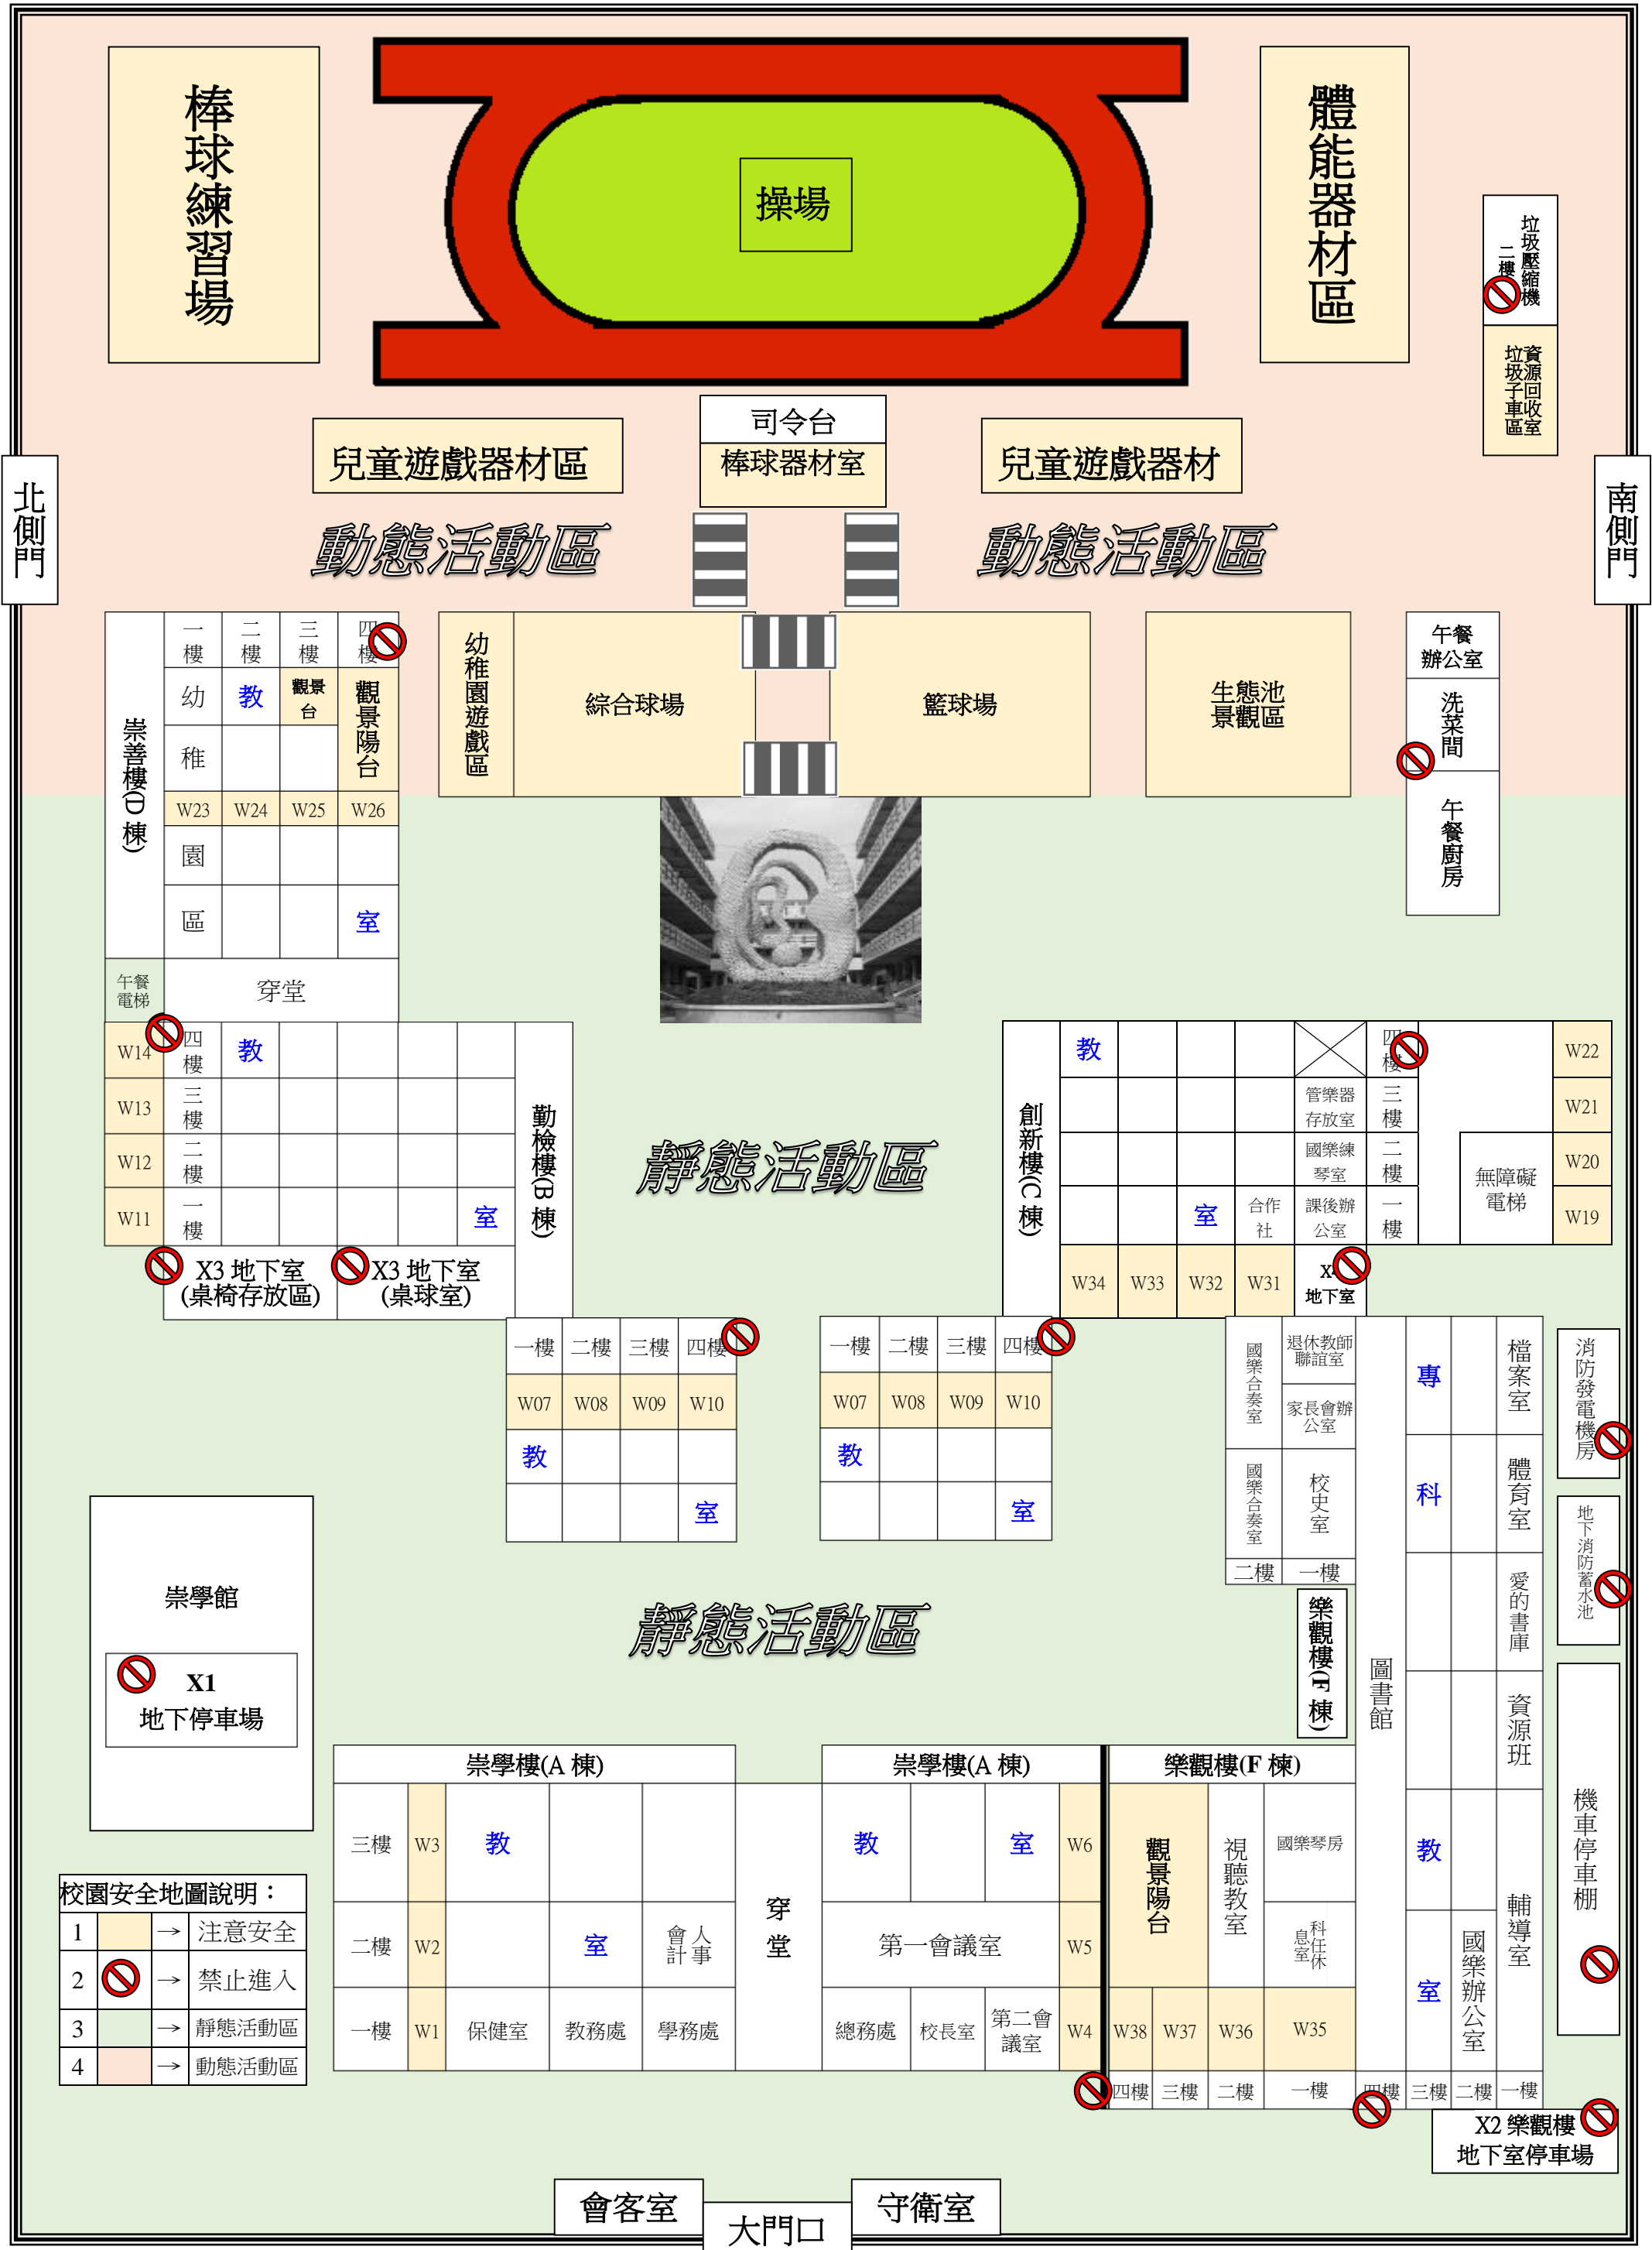 棒球練習場
操場
體能器材區
垃圾壓縮機
二樓
資源回收室
垃圾子車區
司令台
棒球器材室
兒童遊戲器材區
兒童遊戲器材
北側門
南側門
動態活動區
動態活動區
崇善樓(D棟)
一樓
二樓
三樓
四樓
幼
教
觀景台
觀景陽台
稚
W23
W24
W25
W26
園
區
室
午餐電梯
穿堂
幼稚園遊戲區
綜合球場
籃球場
生態池
景觀區
午餐
辦公室
洗菜間
午餐廚房
W14
四樓
教
W13
三樓
W12
二樓
W11
一樓
室
勤檢樓(B棟)
X3 地下室
(桌椅存放區)
X3 地下室
(桌球室)
靜態活動區
創新樓(C棟)
教
四樓
W22
管樂器存放室
三樓
W21
國樂練琴室
二樓
無障礙電梯
W20
室
合作社
課後辦公室
一樓
W19
W34
W33
W32
W31
地下室
一樓
二樓
三樓
四樓
W07
W08
W09
W10
教
室
一樓
二樓
三樓
四樓
W07
W08
W09
W10
教
室
國樂合奏室
退休教師聯誼室
家長會辦公室
國樂合奏室
校史室
二樓
一樓
樂觀樓(F棟)
圖書館
專
科
教
室
檔案室
體育室
愛的書庫
資源班
輔導室
國樂辦公室
消防發電機房
地下消防蓄水池
機車停車棚
崇學館
X1
地下停車場
靜態活動區
崇學樓(A棟)
三樓
W3
教
二樓
W2
室
會計
人事
一樓
W1
保健室
教務處
學務處
穿堂
崇學樓(A棟)
教
室
W6
第一會議室
W5
總務處
校長室
第二會議室
W4
樂觀樓(F棟)
觀景陽台
視聽教室
國樂琴房
科任休息室
W38
W37
W36
W35
四樓
三樓
二樓
一樓
四樓
三樓
二樓
一樓
X2 樂觀樓
地下室停車場
校園安全地圖說明：
1 → 注意安全
2 → 禁止進入
3 → 靜態活動區
4 → 動態活動區
會客室
大門口
守衛室